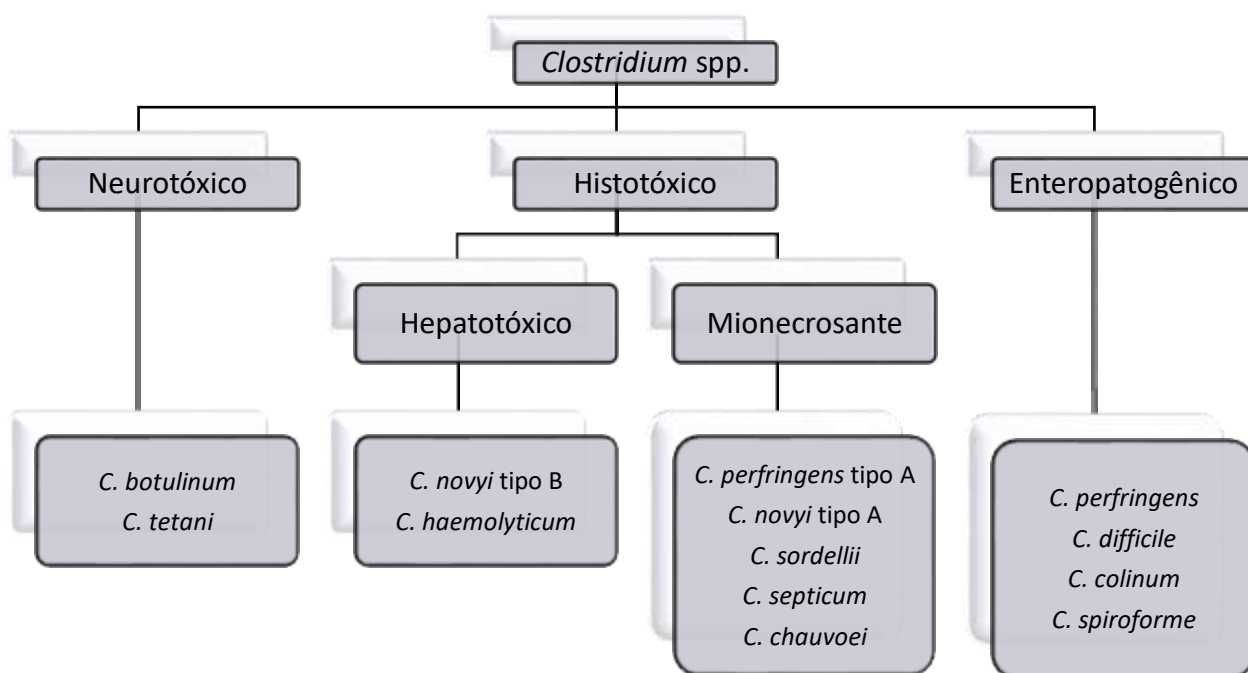 Clostridium spp.
Neurotóxico
Histotóxico
Enteropatogênico
Hepatotóxico
Mionecrosante
C. botulinum
C. tetani
C. novyi tipo B
C. haemolyticum
C. perfringens tipo A
C. novyi tipo A
C. sordellii
C. septicum
C. chauvoei
C. perfringens
C. difficile
C. colinum
C. spiroforme